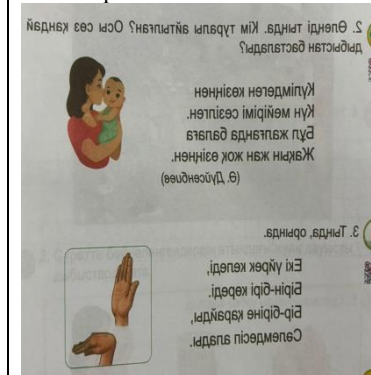 2. Өлеңді тыңда. Кім туралы айтылған? Осы сөз қандай
дыбыстан басталады?
Күлімдеген көзіңнен
Күн мейірімі сезілген.
Бұл жалғанда балаға
Жақын жан жоқ өзіңнен.
(Ә. Дүйсенбиев)
3. Тыңда, орында.
Екі үйрек келеді,
Бірін-бірі көреді.
Бір-біріне қарайды,
Сәлемдесіп алады.